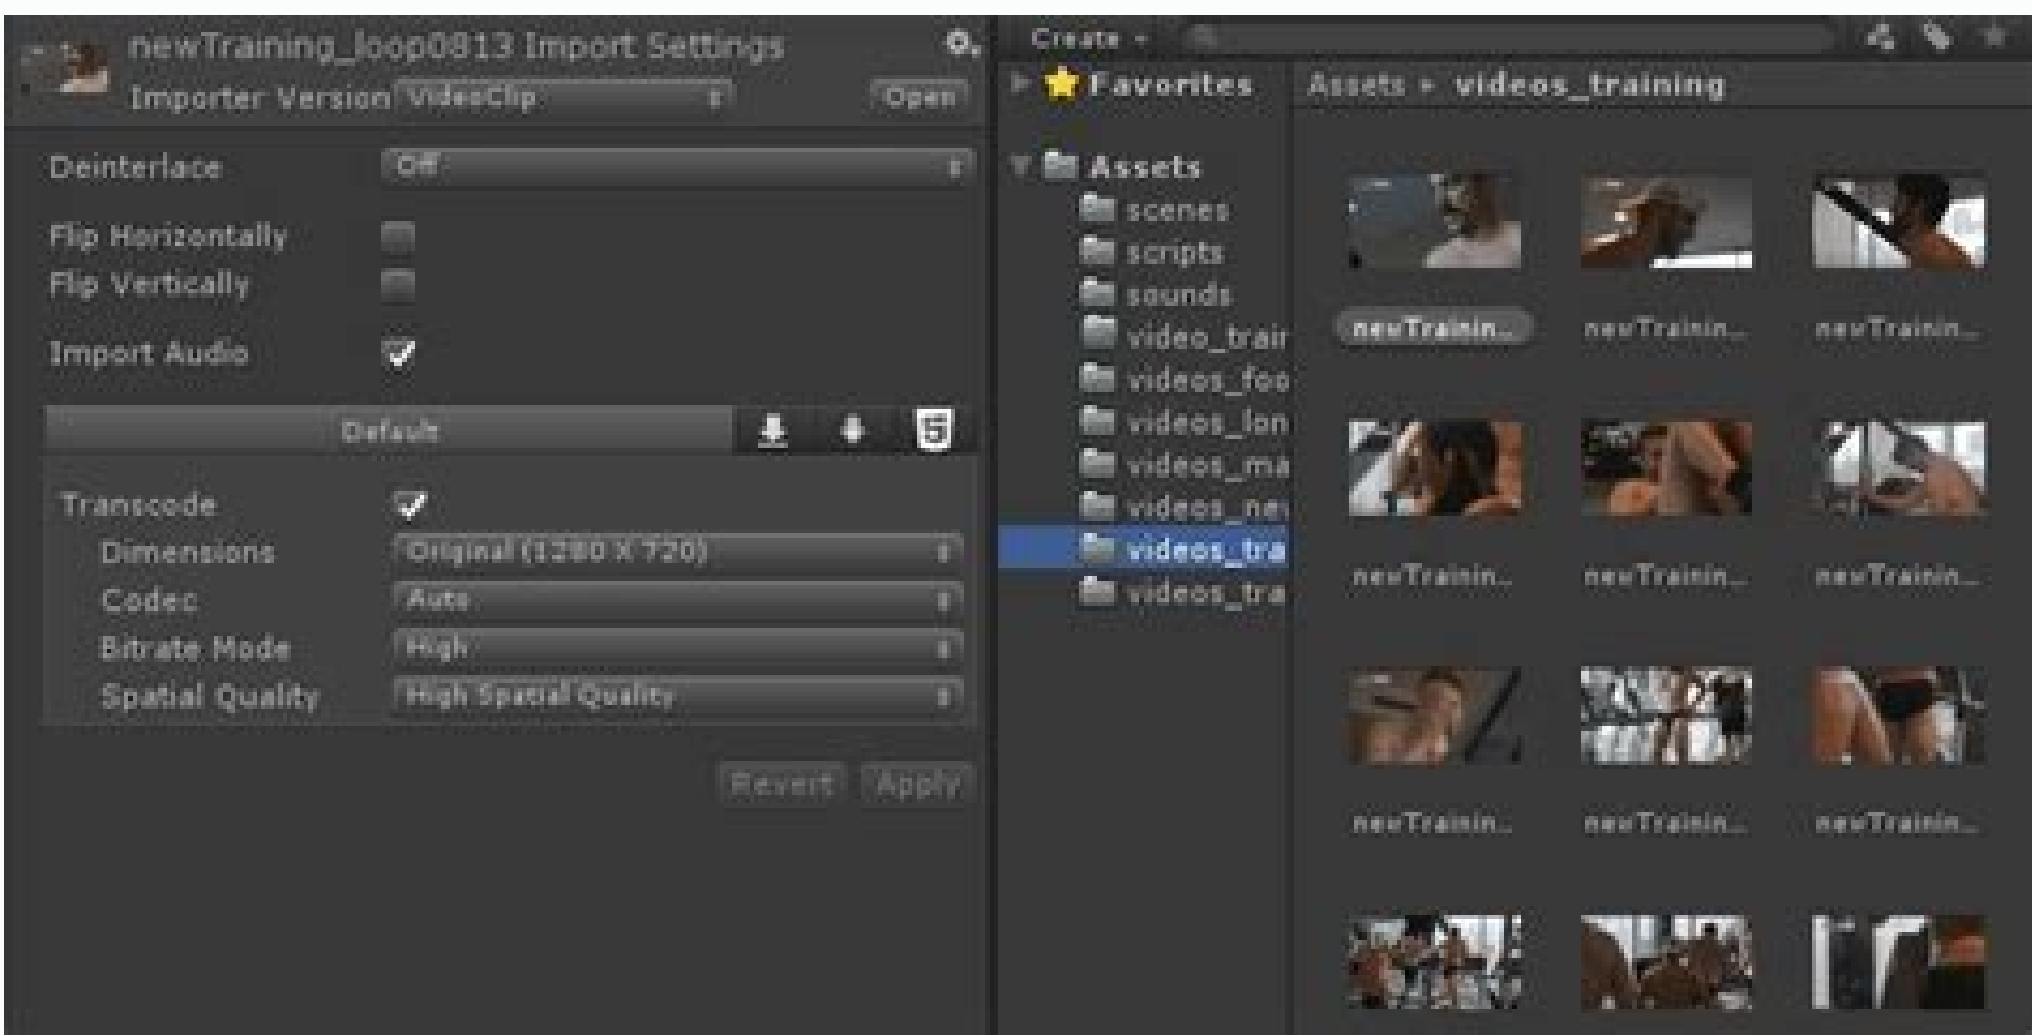 newTraining_loop0813 Import Settings
Importer Version VideoClip Open
Deinterlace Off
Flip Horizontally
Flip Vertically
Import Audio
Default
Transcode
Dimensions Original (1280 X 720)
Codec Auto
Bitrate Mode High
Spatial Quality High Spatial Quality
Revert Apply
Create
Favorites
Assets
scenes
scripts
sounds
video_train
videos_foo
videos_lon
videos_ma
videos_ne
videos_tra
videos_tra
Assets videos_training
newTrainin... newTrainin... newTrainin...
newTrainin... newTrainin... newTrainin...
newTrainin... newTrainin... newTrainin...